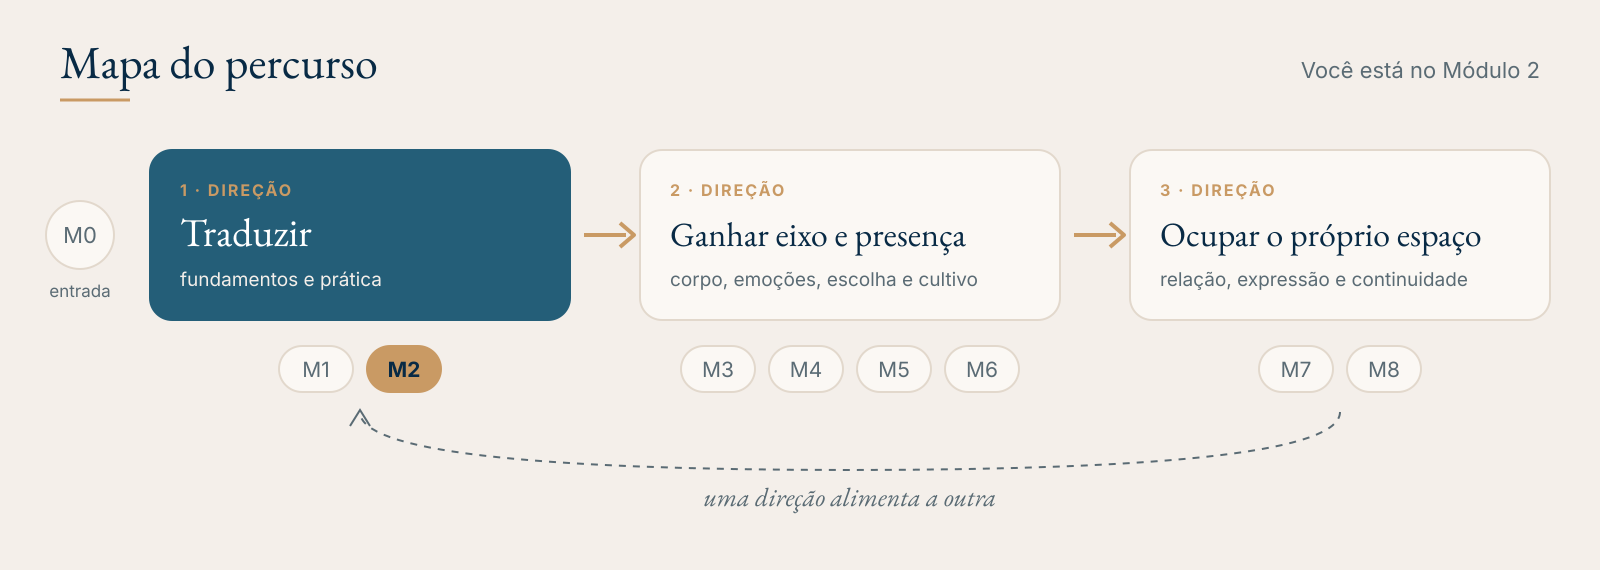 Mapa do percurso
Você está no Módulo 2
M0
entrada
1 · DIREÇÃO
Traduzir
fundamentos e prática
2 · DIREÇÃO
Ganhar eixo e presença
corpo, emoções, escolha e cultivo
3 · DIREÇÃO
Ocupar o próprio espaço
relação, expressão e continuidade
M1
M2
M3
M4
M5
M6
M7
M8
uma direção alimenta a outra